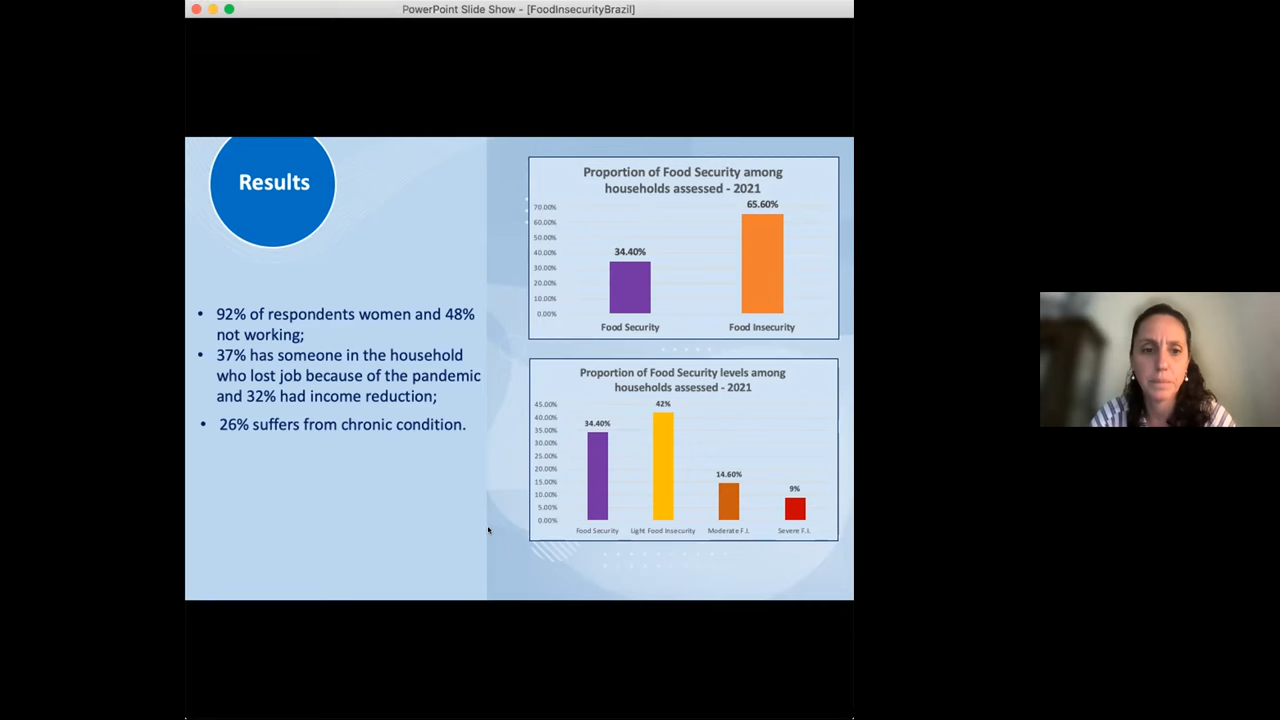 PowerPoint Slide Show - [FoodInsecurityBrazil]
Results
• 92% of respondents women and 48%
not working;
• 37% has someone in the household
who lost job because of the pandemic
and 32% had income reduction;
• 26% suffers from chronic condition.
Proportion of Food Security among
households assessed - 2021
70.00%
60.00%
50.00%
40.00%
30.00%
20.00%
10.00%
0.00%
34.40%
65.60%
Food Security
Food Insecurity
Proportion of Food Security levels among
households assessed - 2021
45.00%
40.00%
35.00%
30.00%
25.00%
20.00%
15.00%
10.00%
5.00%
0.00%
34.40%
42%
14.60%
9%
Food Security
Light Food Insecurity
Moderate F.I.
Severe F.I.